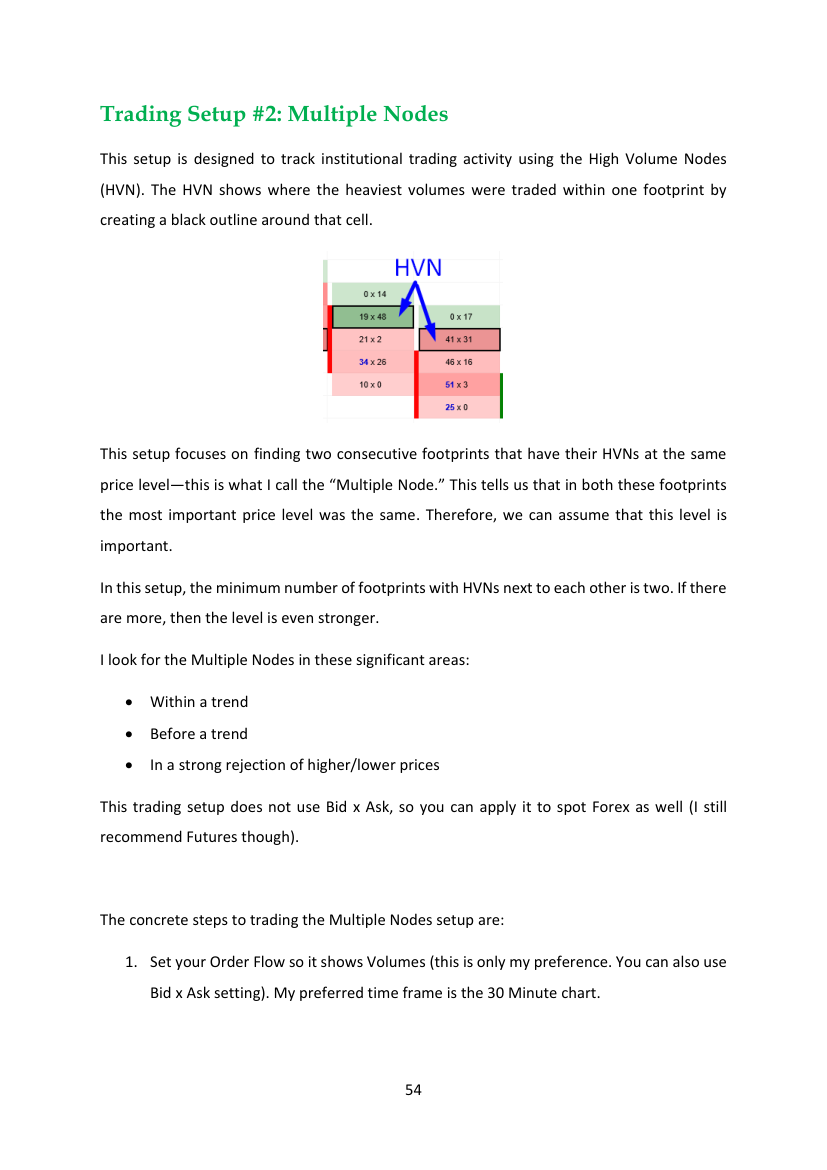 Trading Setup #2: Multiple Nodes
This setup is designed to track institutional trading activity using the High Volume Nodes
(HVN). The HVN shows where the heaviest volumes were traded within one footprint by
creating a black outline around that cell.
HVN
0 x 14
19 x 48 0 x 17
21 x 2 41 x 31
34 x 26 46 x 16
10 x 0 51 x 3
25 x 0
This setup focuses on finding two consecutive footprints that have their HVNs at the same
price level—this is what I call the “Multiple Node.” This tells us that in both these footprints
the most important price level was the same. Therefore, we can assume that this level is
important.
In this setup, the minimum number of footprints with HVNs next to each other is two. If there
are more, then the level is even stronger.
I look for the Multiple Nodes in these significant areas:
• Within a trend
• Before a trend
• In a strong rejection of higher/lower prices
This trading setup does not use Bid x Ask, so you can apply it to spot Forex as well (I still
recommend Futures though).
The concrete steps to trading the Multiple Nodes setup are:
1. Set your Order Flow so it shows Volumes (this is only my preference. You can also use
Bid x Ask setting). My preferred time frame is the 30 Minute chart.
54